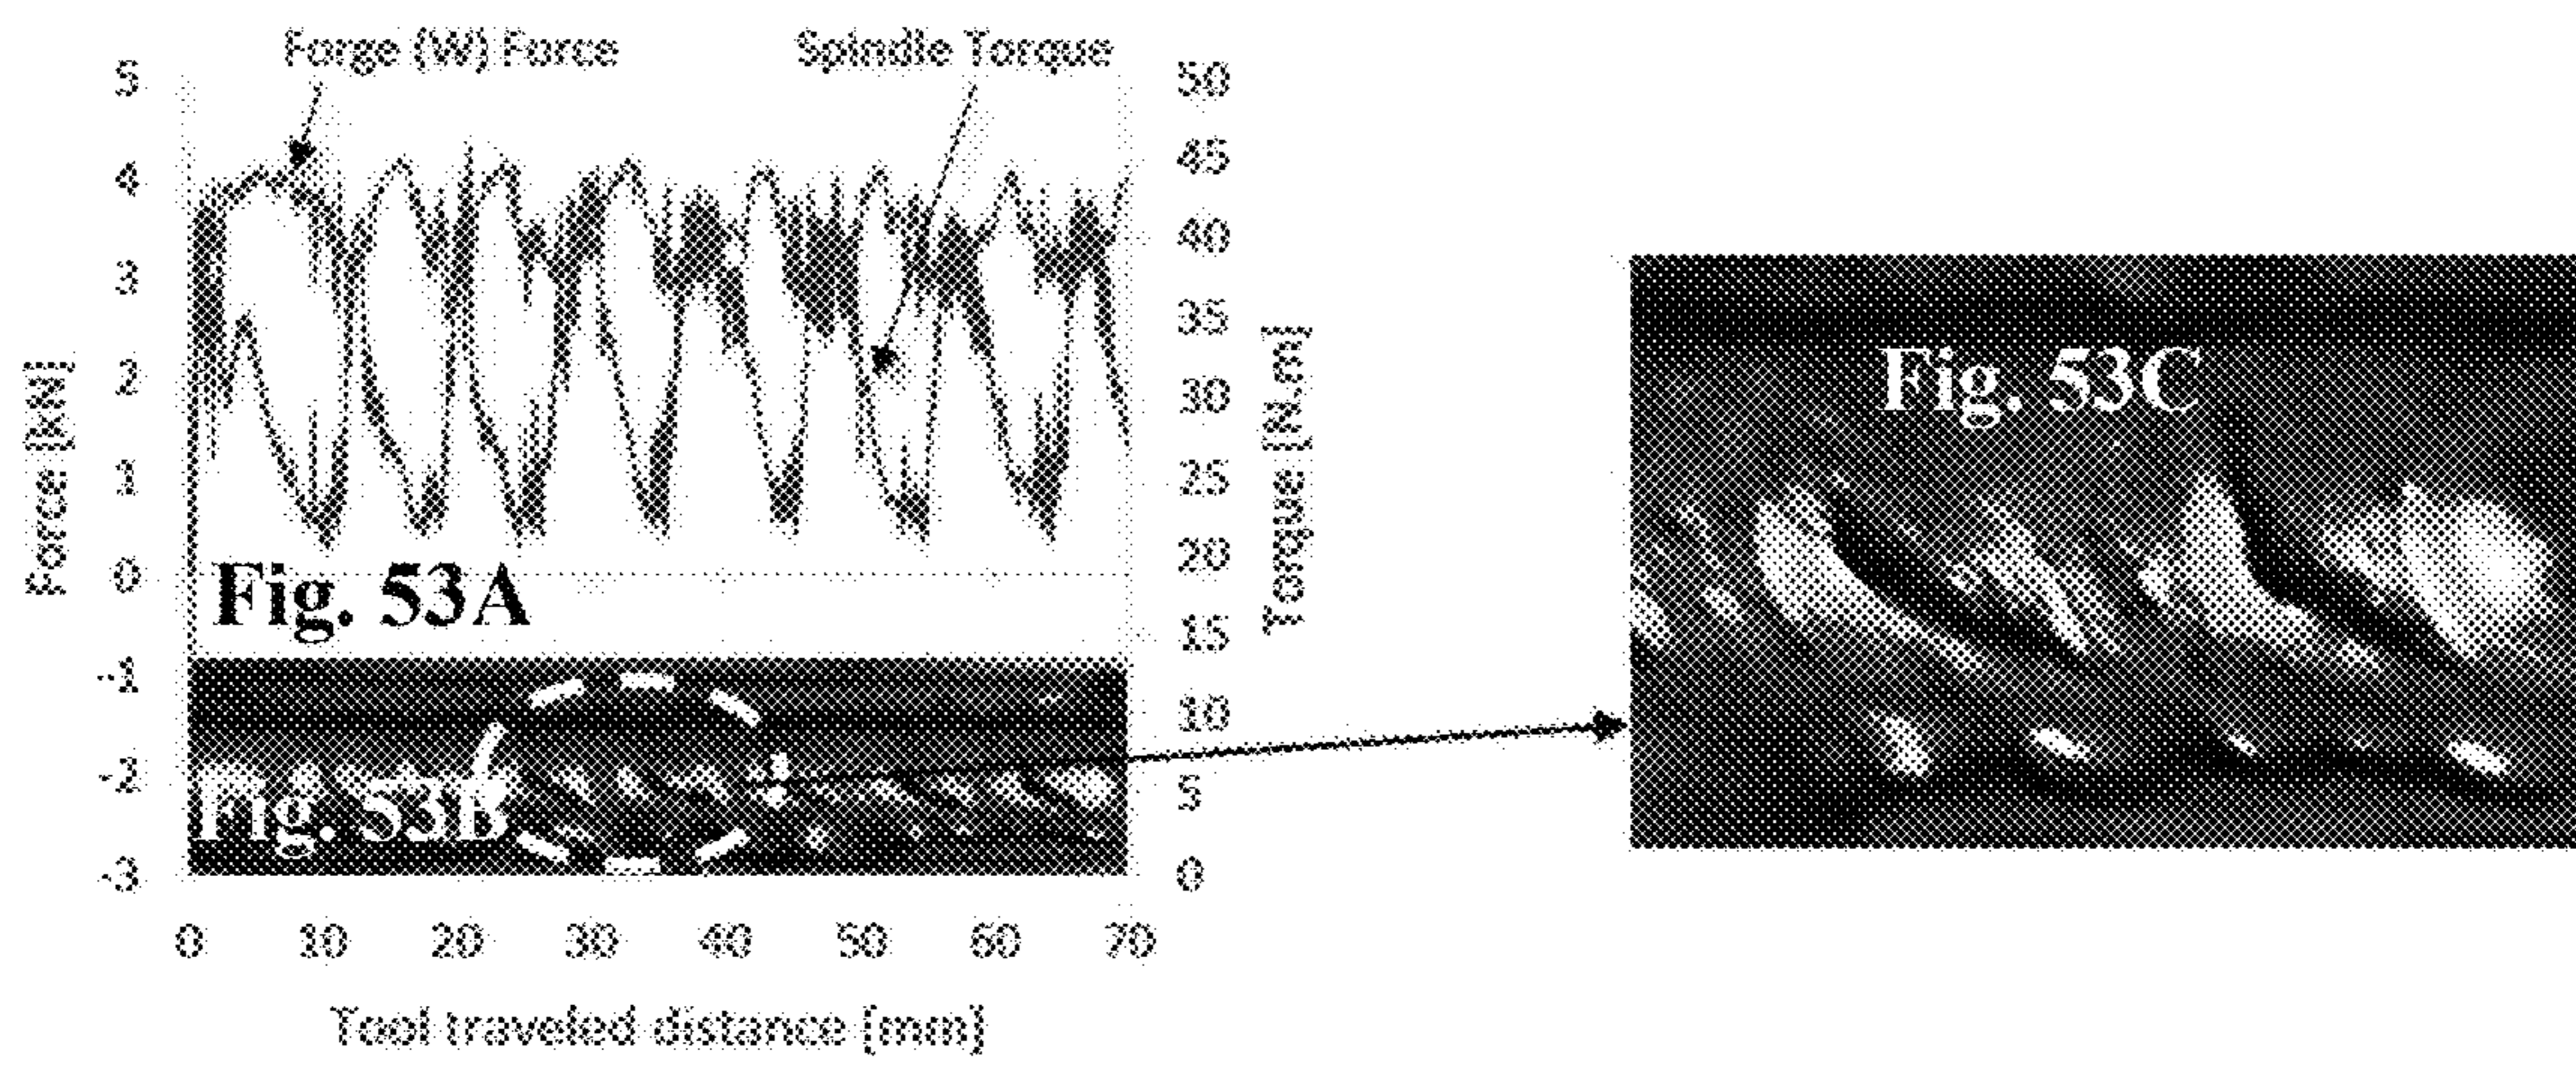 Forge (W) Force
Spindle Torque
5
4
3
2
1
0
-1
-2
-3
Force [kN]
50
45
40
35
30
25
20
15
10
5
0
Torque [N.m]
Fig. 53A
Fig. 53B
Fig. 53C
0 10 20 30 40 50 60 70
Tool traveled distance [mm]